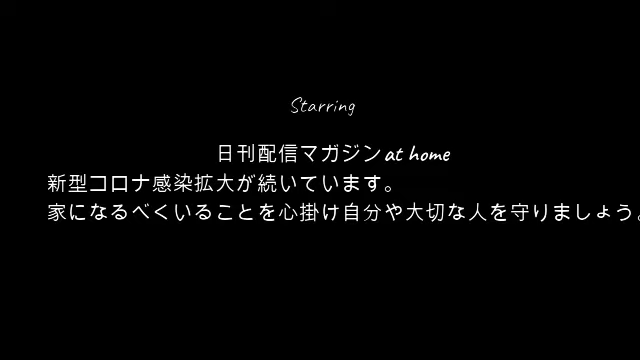 Starring
日刊配信マガジンat home
新型コロナ感染拡大が続いています。
家になるべくいることを心掛け自分や大切な人を守りましょう。